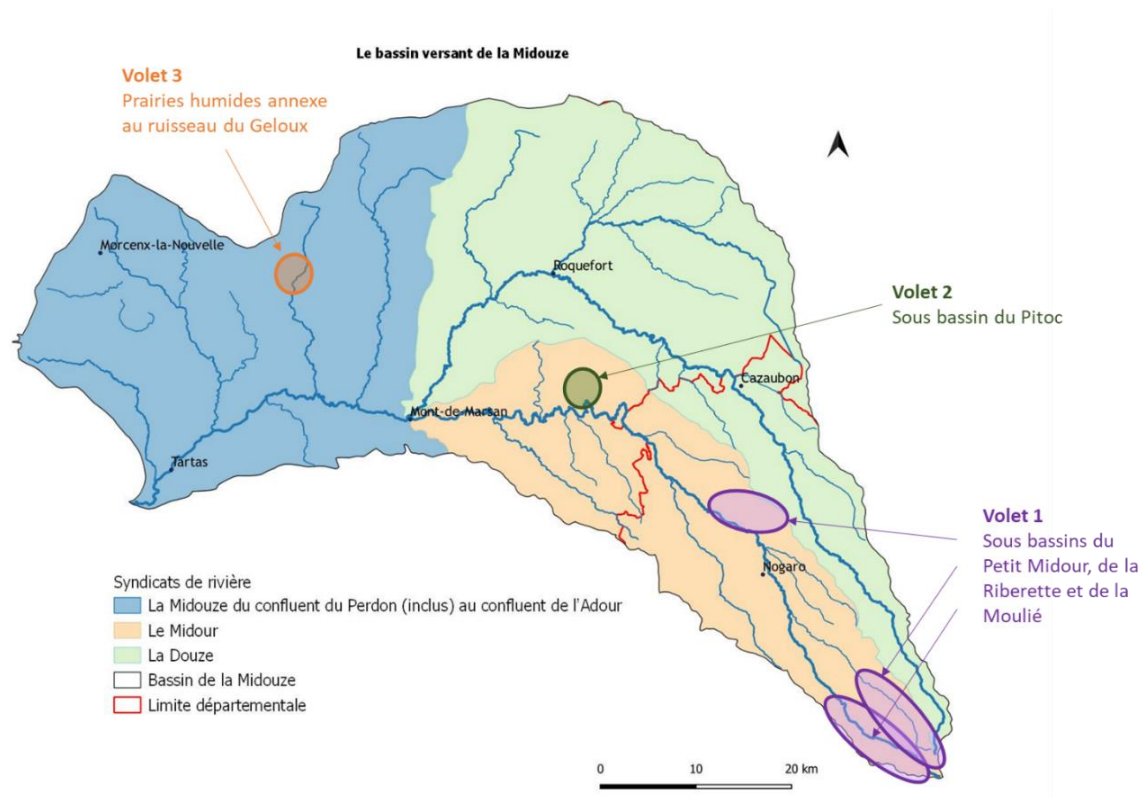 Le bassin versant de la Midouze
Volet 3
Prairies humides annexe
au ruisseau du Geloux
Morcenx-la-Nouvelle
Roquefort
Volet 2
Sous bassin du Pitoc
Cazaubon
Mont-de-Marsan
Tartas
Volet 1
Sous bassins du
Petit Midour, de la
Riberette et de la
Moulié
Nogaro
Syndicats de rivière
La Midouze du confluent du Perdon (inclus) au confluent de l'Adour
Le Midour
La Douze
Bassin de la Midouze
Limite départementale
0 10 20 km